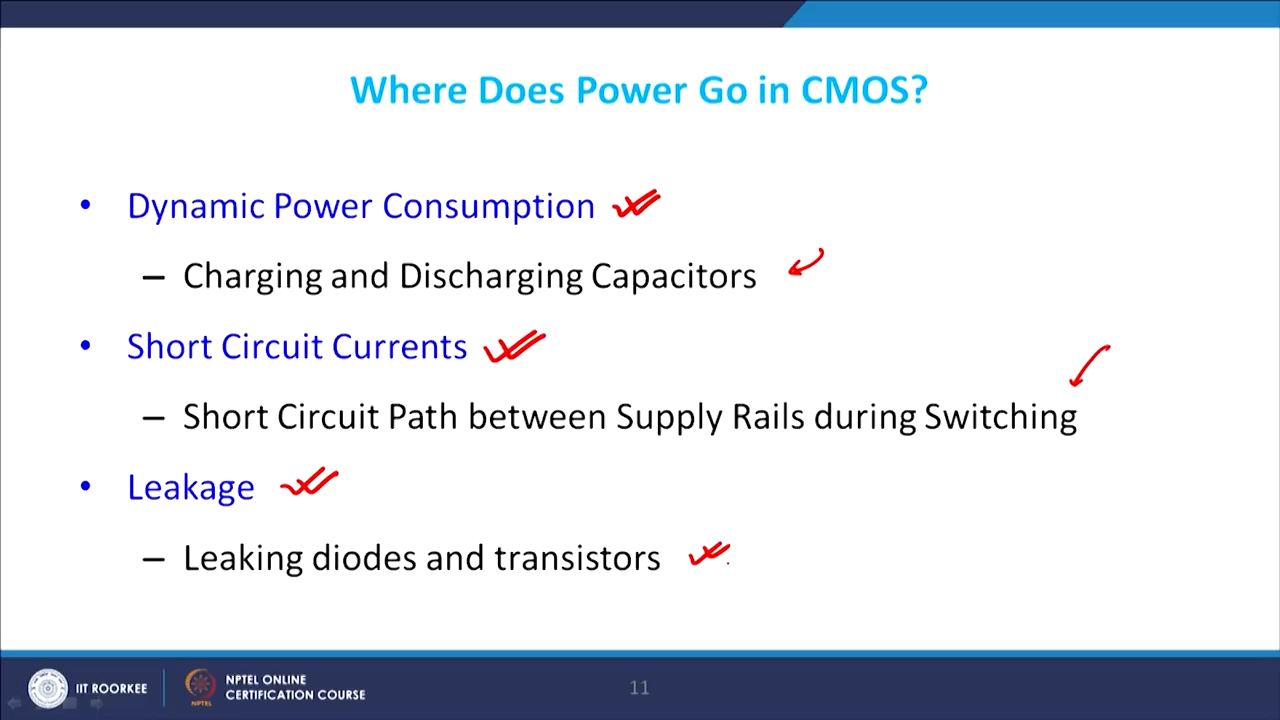 Where Does Power Go in CMOS?
• Dynamic Power Consumption
– Charging and Discharging Capacitors
• Short Circuit Currents
– Short Circuit Path between Supply Rails during Switching
• Leakage
– Leaking diodes and transistors
IIT ROORKEE
NPTEL
NPTEL ONLINE
CERTIFICATION COURSE
11